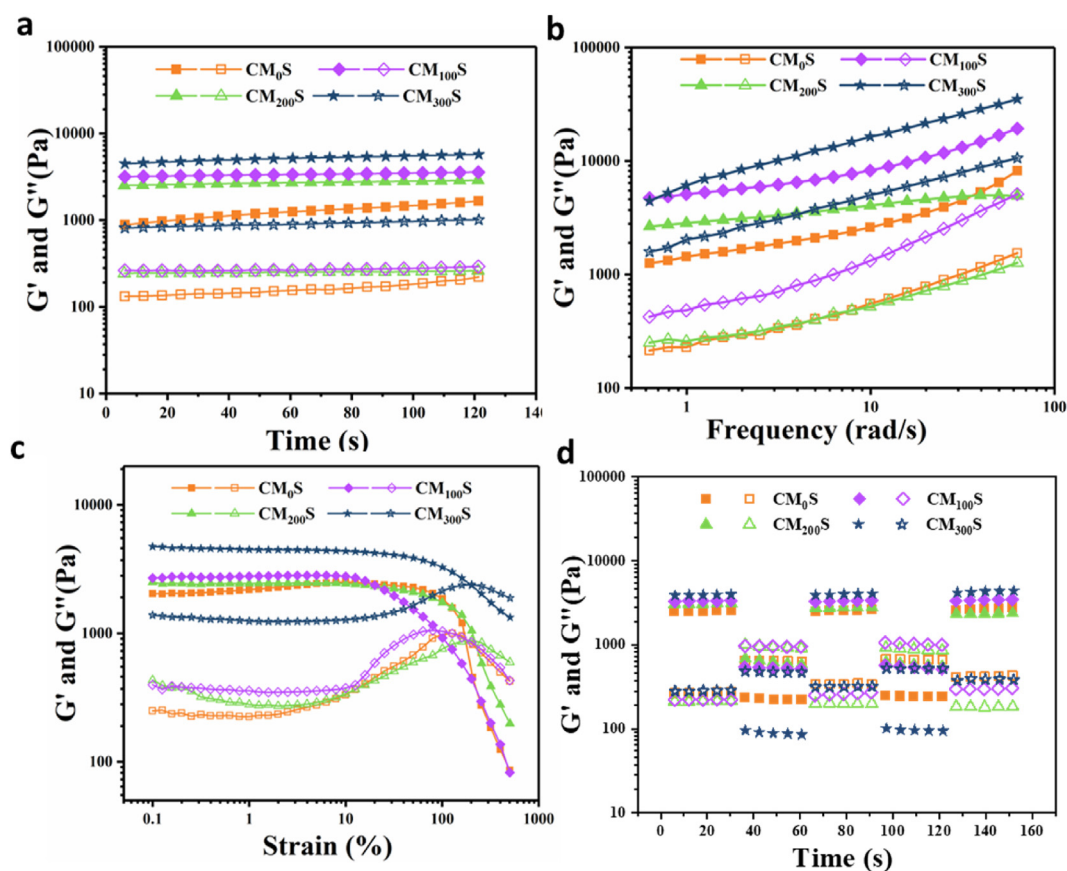 a
100000
10000
1000
100
10
G' and G''(Pa)
CM₀S CM₁₀₀S
CM₂₀₀S CM₃₀₀S
0 20 40 60 80 100 120 14
Time (s)
b
100000
10000
1000
100
G' and G''(Pa)
CM₀S CM₁₀₀S
CM₂₀₀S CM₃₀₀S
1 10 100
Frequency (rad/s)
c
10000
1000
100
G' and G''(Pa)
CM₀S CM₁₀₀S
CM₂₀₀S CM₃₀₀S
0.1 1 10 100 1000
Strain (%)
d
100000
10000
1000
100
10
G' and G''(Pa)
CM₀S CM₁₀₀S
CM₂₀₀S CM₃₀₀S
0 20 40 60 80 100 120 140 160
Time (s)